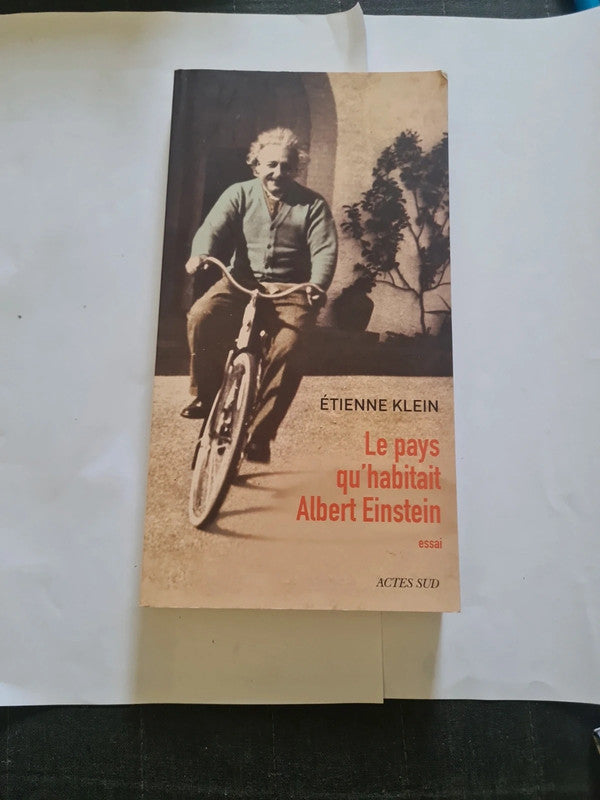 ÉTIENNE KLEIN
Le pays
qu'habitait
Albert Einstein
essai
ACTES SUD